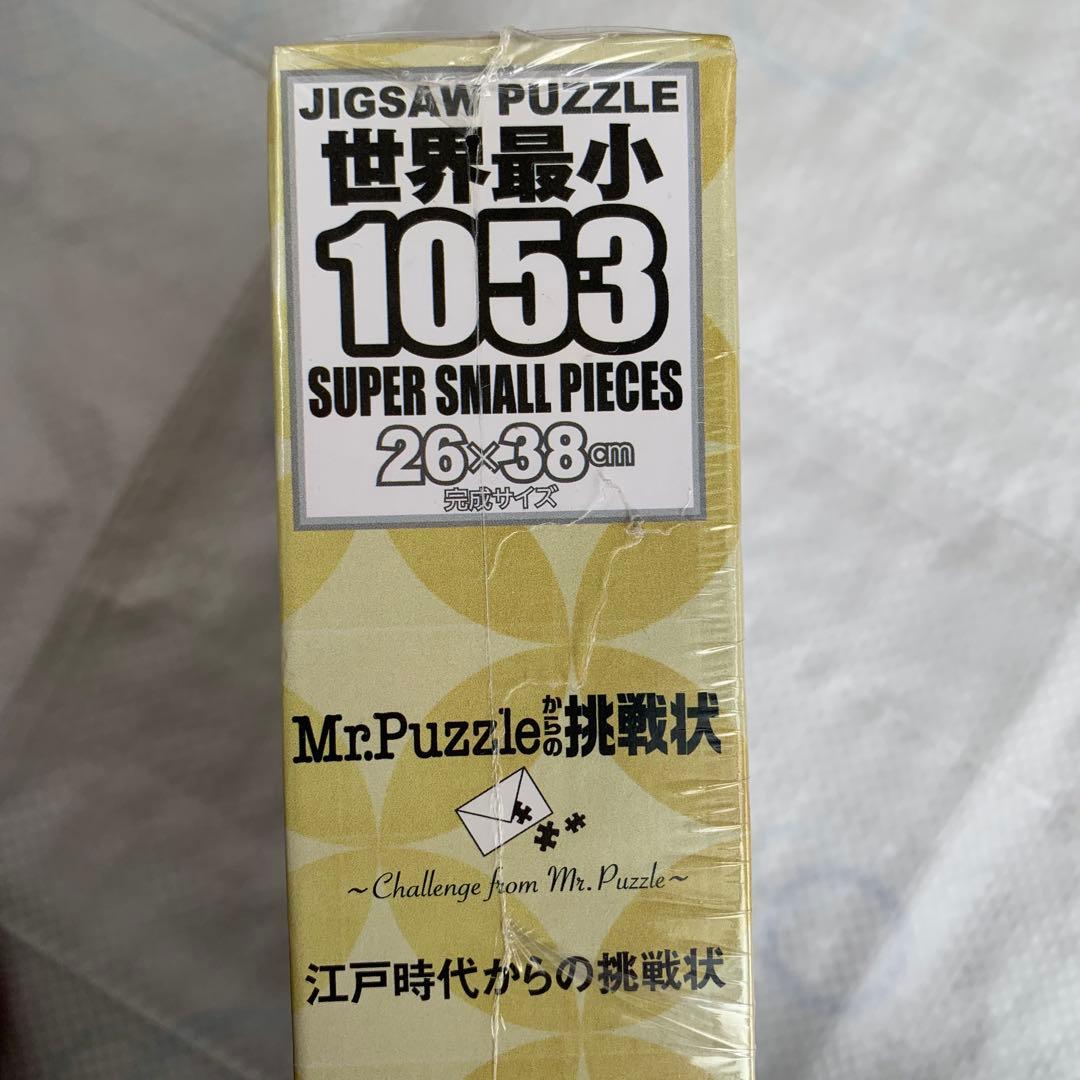 JIGSAW PUZZLE
世界最小
1053
SUPER SMALL PIECES
26×38cm
完成サイズ
Mr.Puzzleからの挑戦状
~Challenge from Mr. Puzzle~
江戸時代からの挑戦状